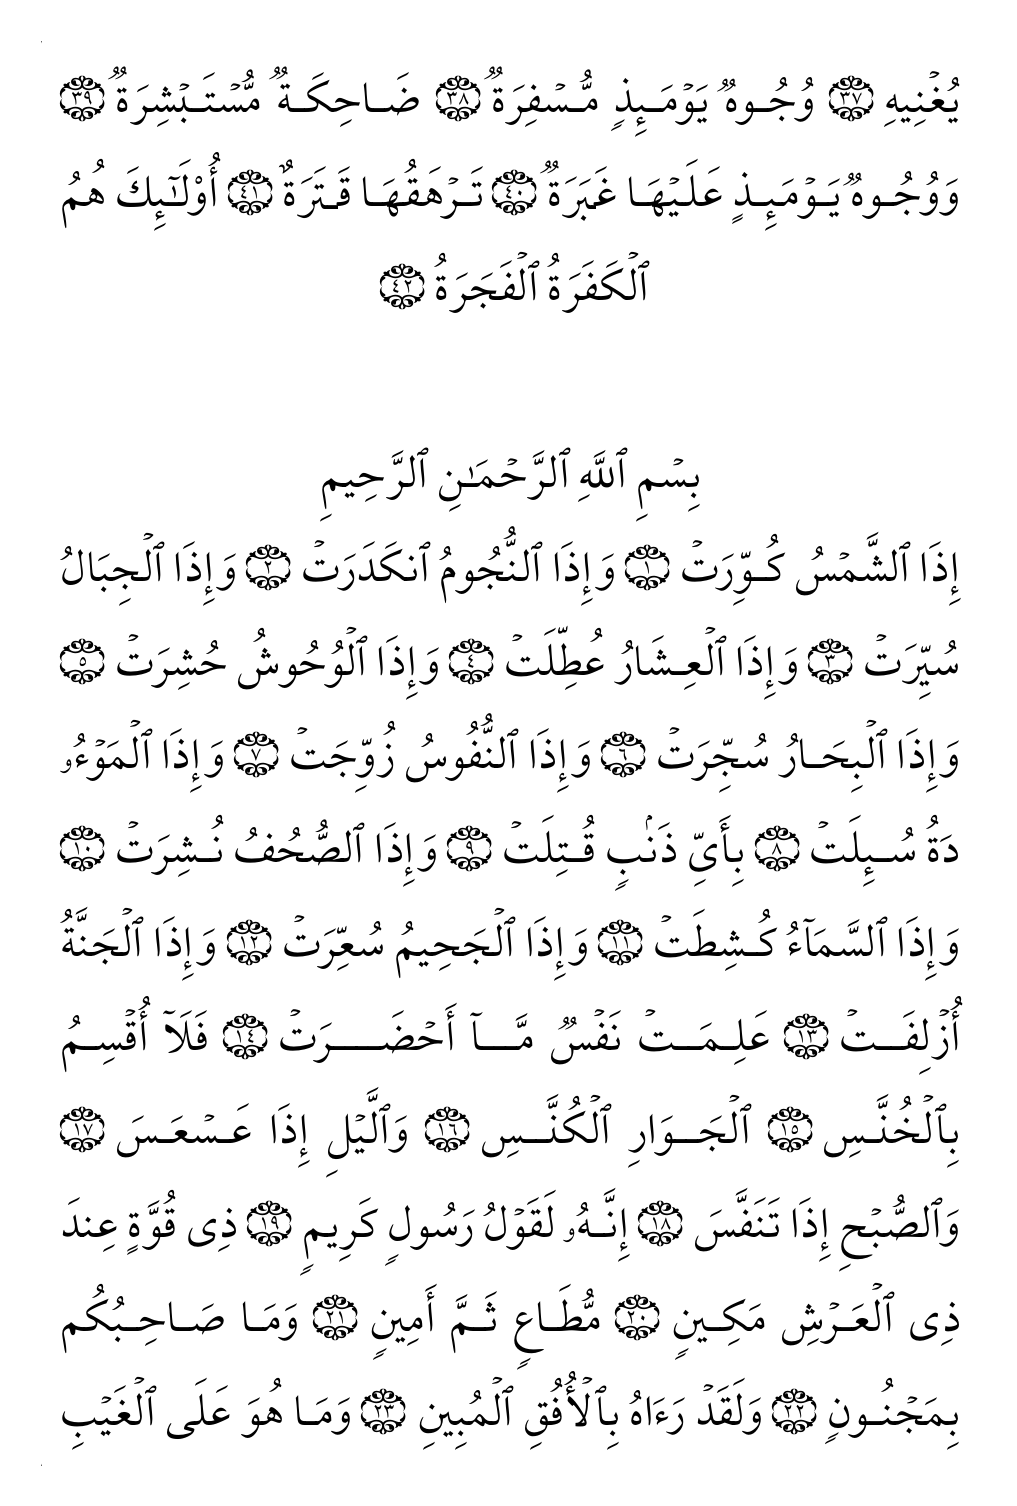 يُغۡنِيهِ ٣٧ وُجُوهٞ يَوۡمَئِذٖ مُّسۡفِرَةٞ ٣٨ ضَاحِكَةٞ مُّسۡتَبۡشِرَةٞ ٣٩
وَوُجُوهٞ يَوۡمَئِذٍ عَلَيۡهَا غَبَرَةٞ ٤٠ تَرۡهَقُهَا قَتَرَةٌ ٤١ أُوْلَـٰٓئِكَ هُمُ
ٱلۡكَفَرَةُ ٱلۡفَجَرَةُ ٤٢
بِسۡمِ ٱللَّهِ ٱلرَّحۡمَـٰنِ ٱلرَّحِيمِ
إِذَا ٱلشَّمۡسُ كُوِّرَتۡ ١ وَإِذَا ٱلنُّجُومُ ٱنكَدَرَتۡ ٢ وَإِذَا ٱلۡجِبَالُ
سُيِّرَتۡ ٣ وَإِذَا ٱلۡعِشَارُ عُطِّلَتۡ ٤ وَإِذَا ٱلۡوُحُوشُ حُشِرَتۡ ٥
وَإِذَا ٱلۡبِحَارُ سُجِّرَتۡ ٦ وَإِذَا ٱلنُّفُوسُ زُوِّجَتۡ ٧ وَإِذَا ٱلۡمَوۡءُۥ
دَةُ سُئِلَتۡ ٨ بِأَيِّ ذَنۢبٖ قُتِلَتۡ ٩ وَإِذَا ٱلصُّحُفُ نُشِرَتۡ ١٠
وَإِذَا ٱلسَّمَآءُ كُشِطَتۡ ١١ وَإِذَا ٱلۡجَحِيمُ سُعِّرَتۡ ١٢ وَإِذَا ٱلۡجَنَّةُ
أُزۡلِفَتۡ ١٣ عَلِمَتۡ نَفۡسٞ مَّآ أَحۡضَرَتۡ ١٤ فَلَآ أُقۡسِمُ
بِٱلۡخُنَّسِ ١٥ ٱلۡجَوَارِ ٱلۡكُنَّسِ ١٦ وَٱلَّيۡلِ إِذَا عَسۡعَسَ ١٧
وَٱلصُّبۡحِ إِذَا تَنَفَّسَ ١٨ إِنَّهُۥ لَقَوۡلُ رَسُولٖ كَرِيمٖ ١٩ ذِى قُوَّةٍ عِندَ
ذِى ٱلۡعَرۡشِ مَكِينٖ ٢٠ مُّطَاعٖ ثَمَّ أَمِينٖ ٢١ وَمَا صَاحِبُكُم
بِمَجۡنُونٖ ٢٢ وَلَقَدۡ رَءَاهُ بِٱلۡأُفُقِ ٱلۡمُبِينِ ٢٣ وَمَا هُوَ عَلَى ٱلۡغَيۡبِ